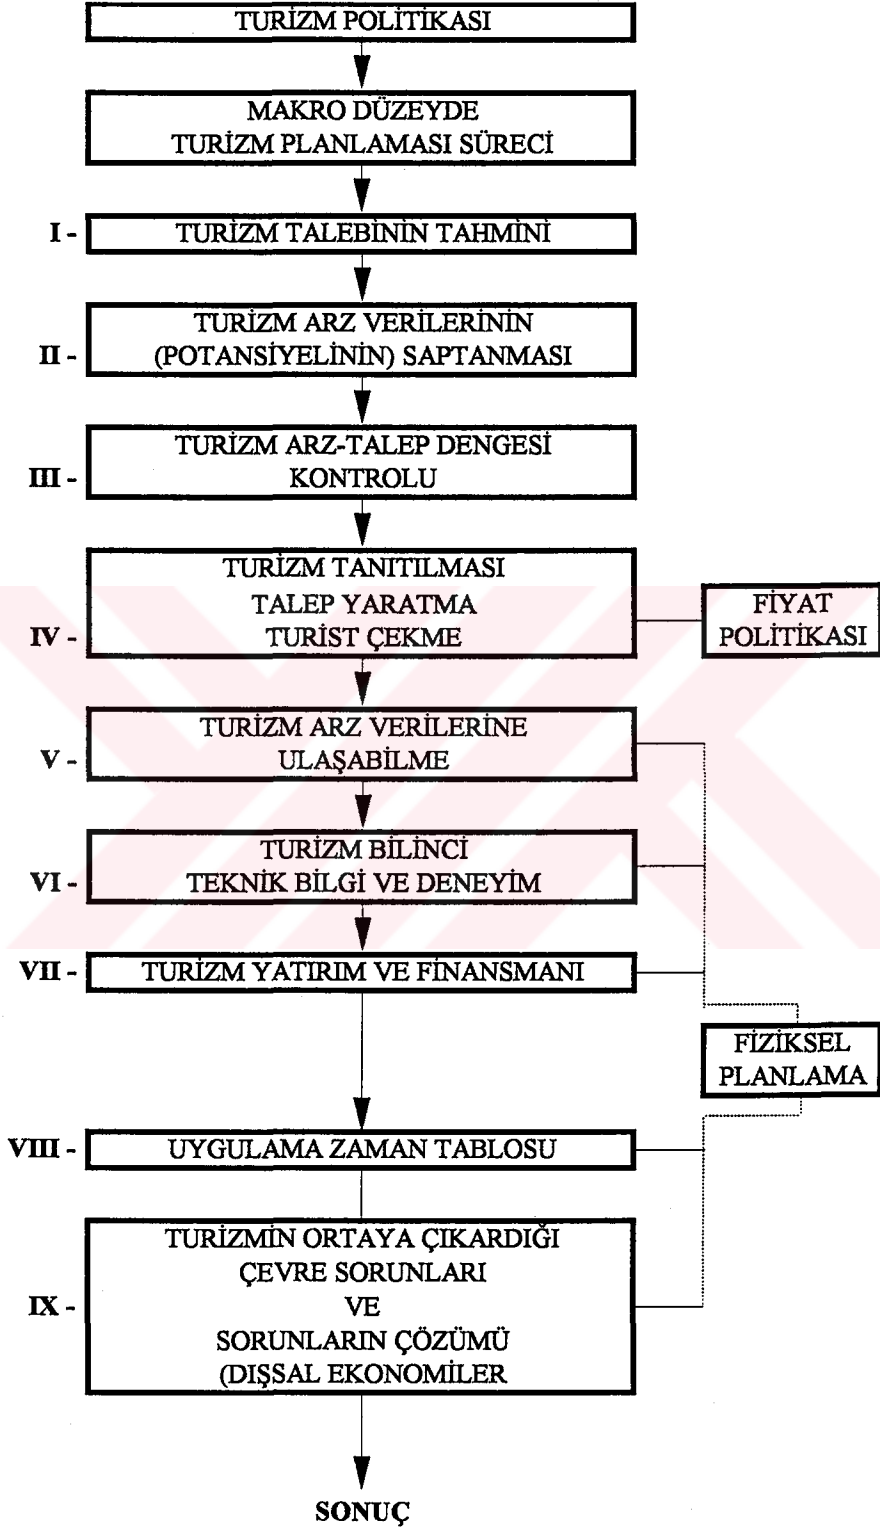 TURİZM POLİTİKASI
MAKRO DÜZEYDE
TURİZM PLANLAMASI SÜRECİ
I - TURİZM TALEBİNİN TAHMİNİ
TURİZM ARZ VERİLERİNİN
II - (POTANSİYELİNİN) SAPTANMASI
TURİZM ARZ-TALEP DENGESİ
III - KONTROLU
TURİZM TANITILMASI
TALEP YARATMA
IV - TURİST ÇEKME
FİYAT
POLİTİKASI
TURİZM ARZ VERİLERİNE
V - ULAŞABİLME
TURİZM BİLİNCİ
VI - TEKNİK BİLGİ VE DENEYİM
VII - TURİZM YATIRIM VE FİNANSMANI
FİZİKSEL
PLANLAMA
VIII - UYGULAMA ZAMAN TABLOSU
TURİZMİN ORTAYA ÇIKARDIĞI
ÇEVRE SORUNLARI
IX - VE
SORUNLARIN ÇÖZÜMÜ
(DIŞSAL EKONOMİLER
SONUÇ